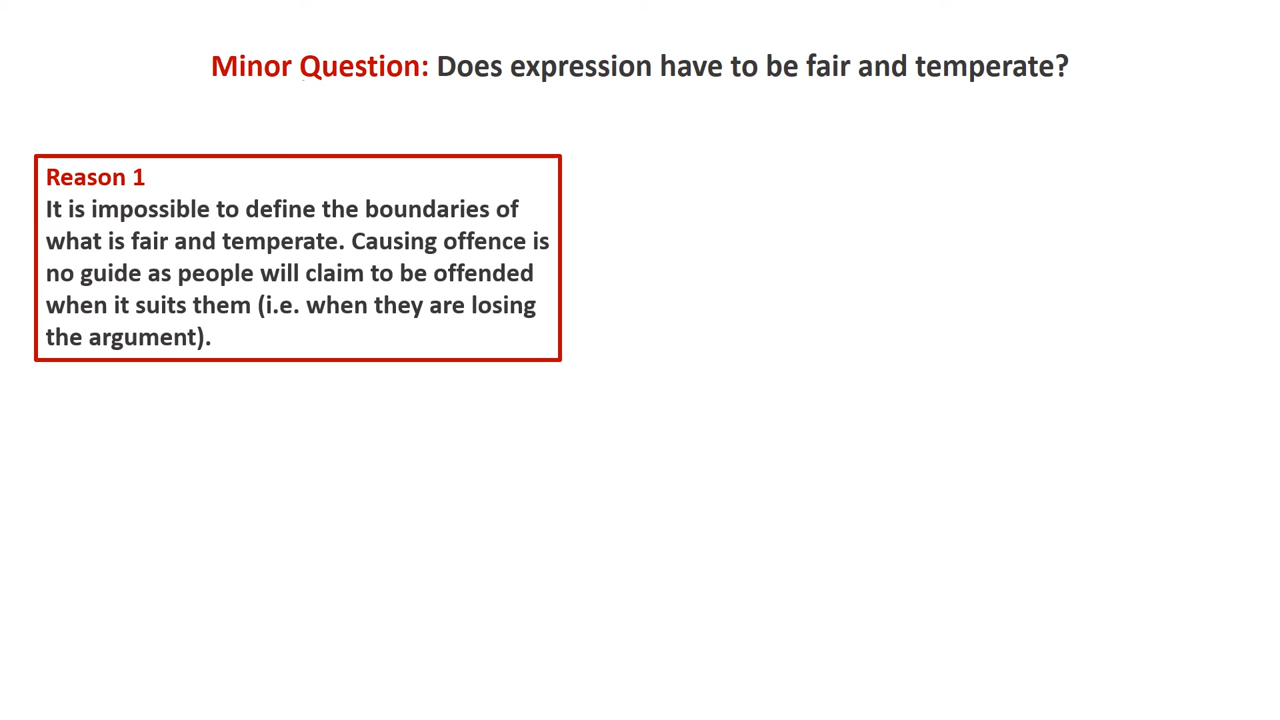 Minor Question: Does expression have to be fair and temperate?
Reason 1
It is impossible to define the boundaries of
what is fair and temperate. Causing offence is
no guide as people will claim to be offended
when it suits them (i.e. when they are losing
the argument).